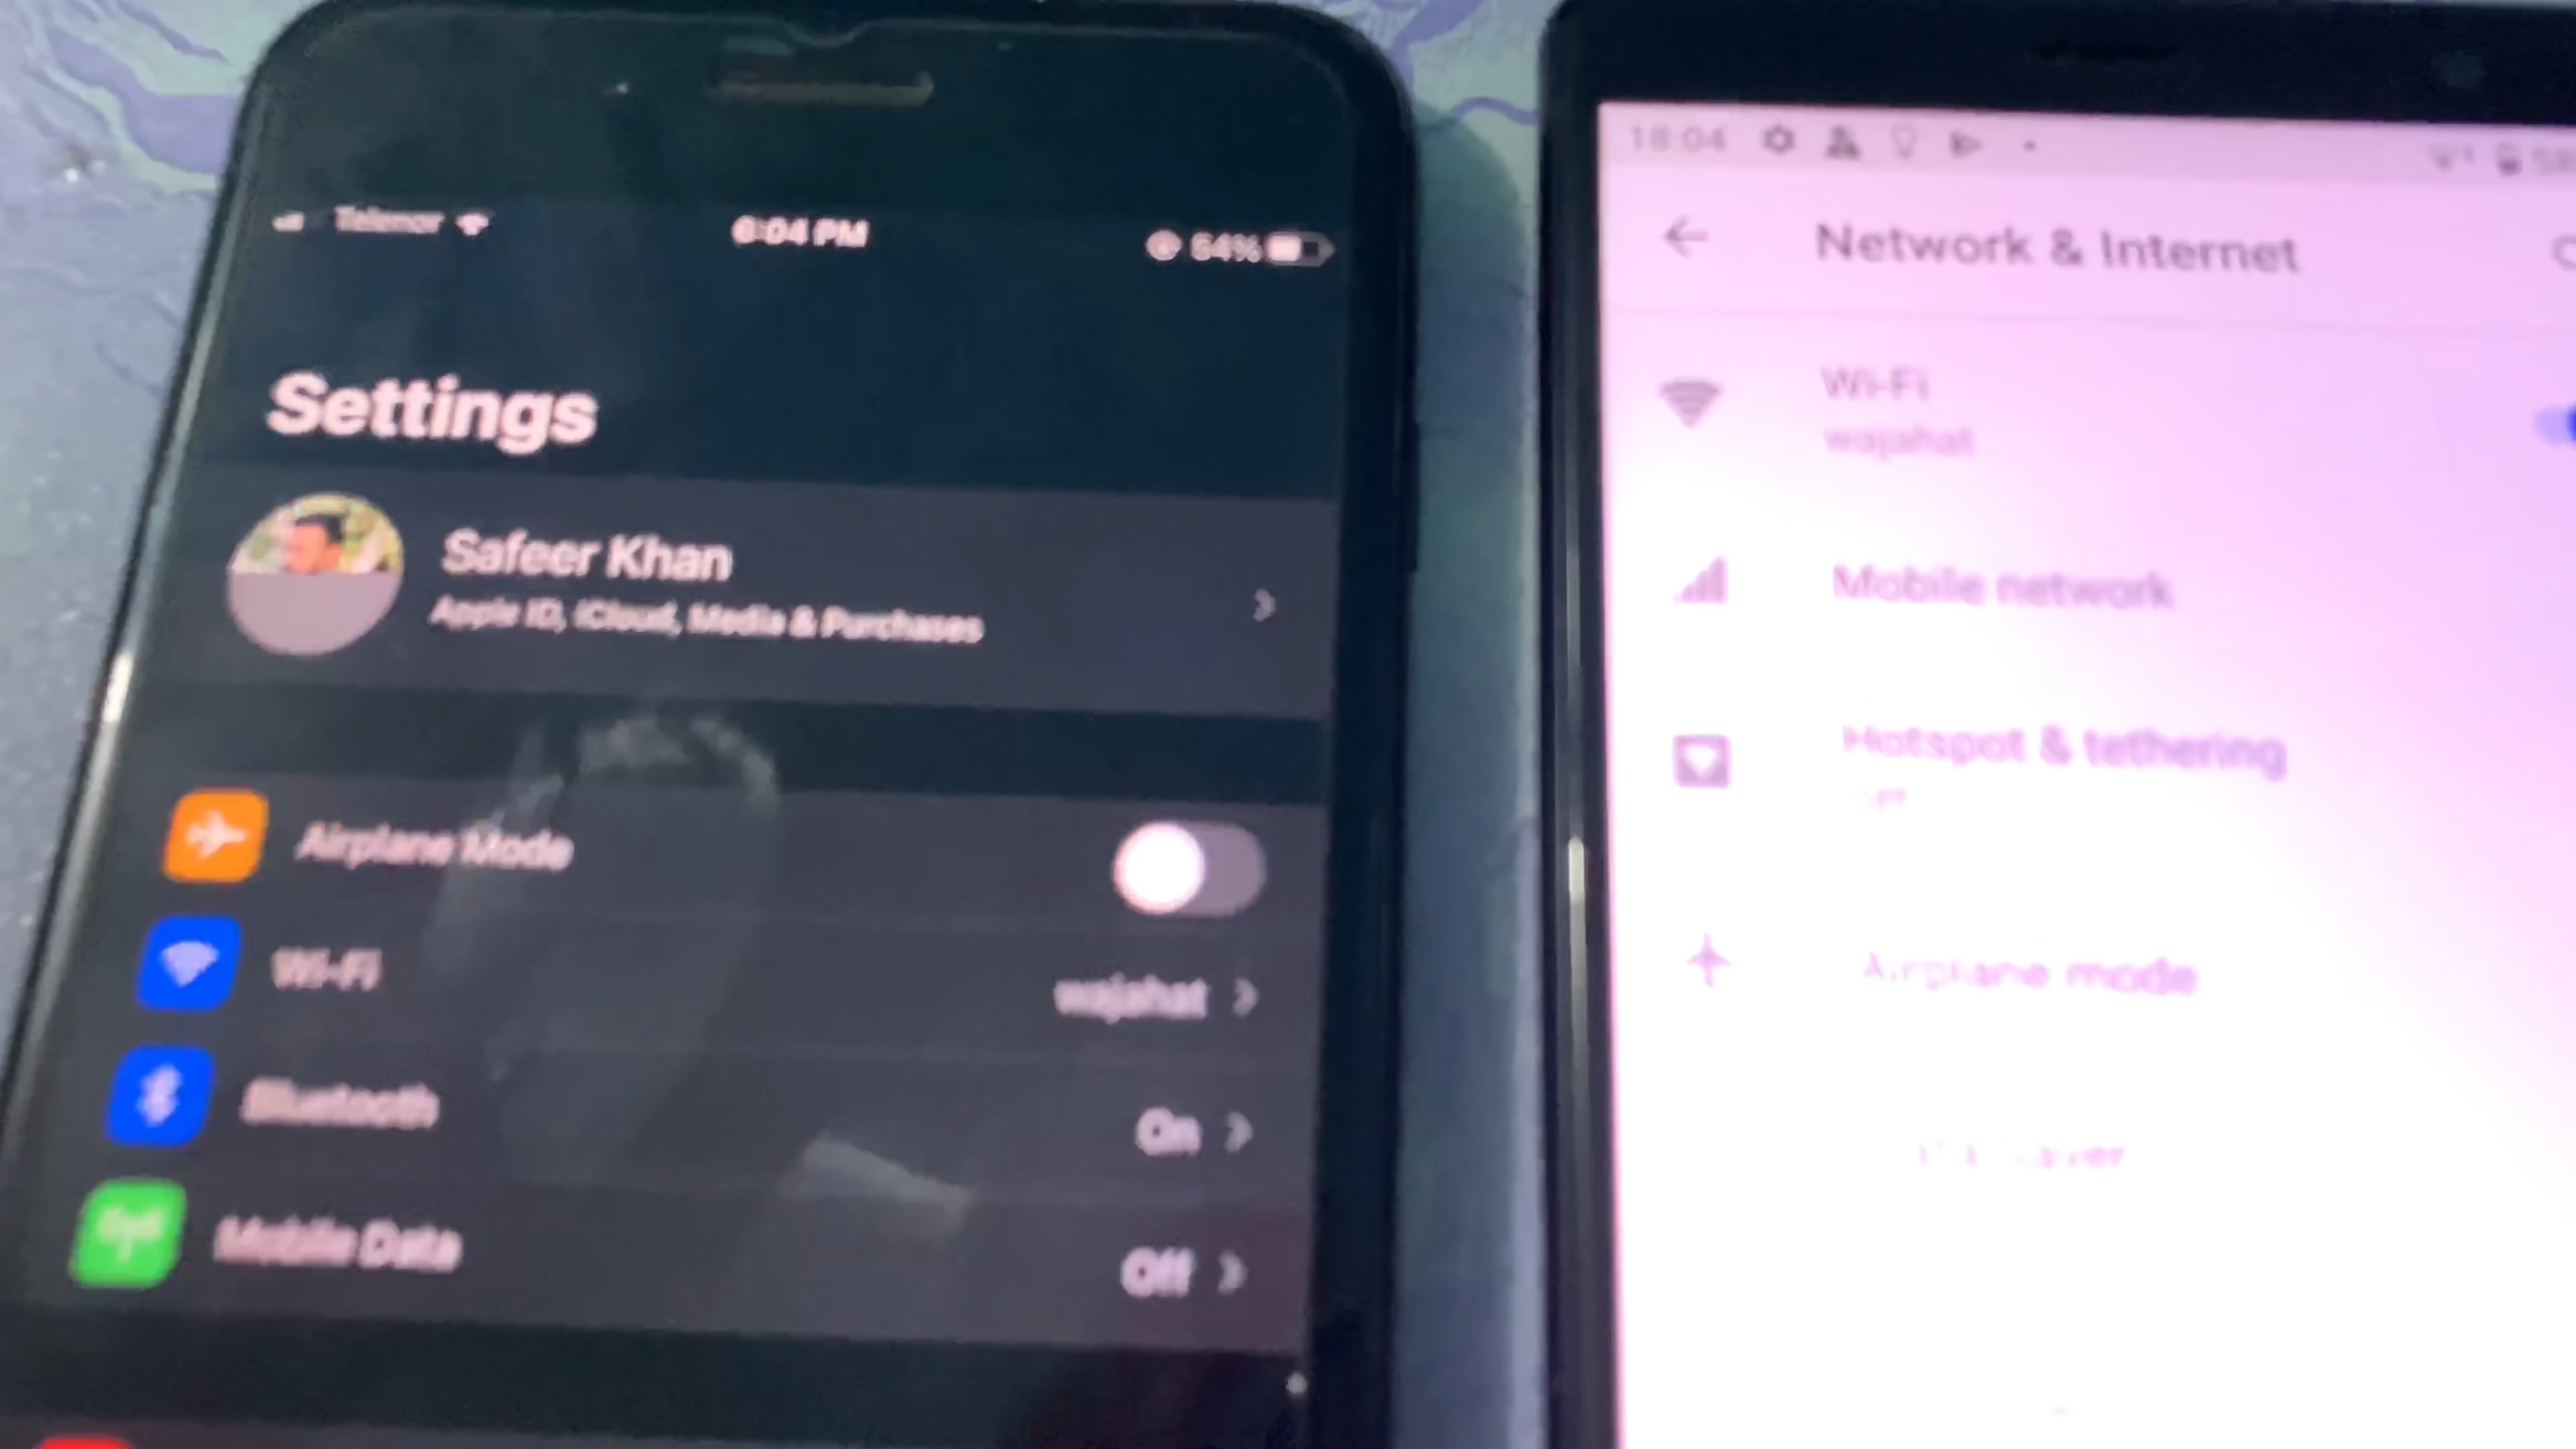 Telenor
6:04 PM
54%
Settings
Safeer Khan
Apple ID, iCloud, Media & Purchases
Airplane Mode
Wi-Fi
wajahat
Bluetooth
On
Mobile Data
Off
18:04
Network & Internet
Wi-Fi
wajahat
Mobile network
Hotspot & tethering
Airplane mode